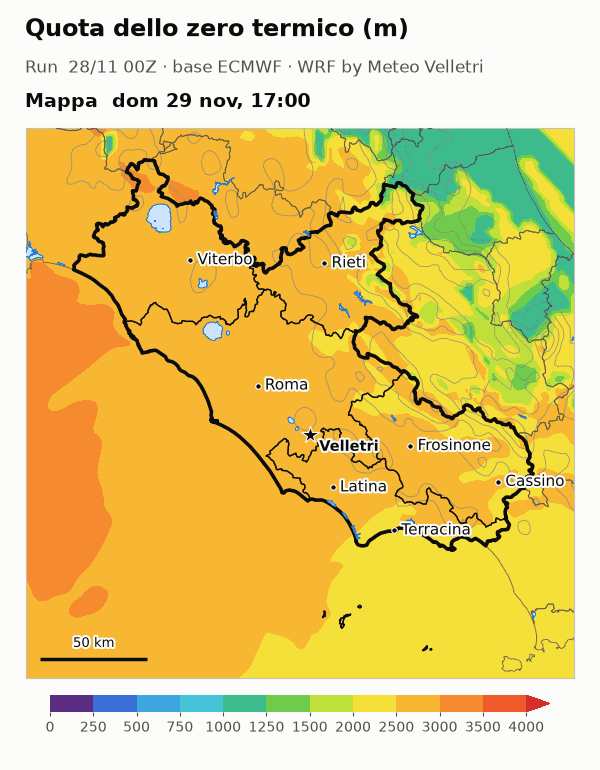 Quota dello zero termico (m)
Run 28/11 00Z · base ECMWF · WRF by Meteo Velletri
Mappa dom 29 nov, 17:00
Viterbo
Rieti
Roma
Velletri
Frosinone
Latina
Cassino
Terracina
50 km
0 250 500 750 1000 1250 1500 2000 2500 3000 3500 4000